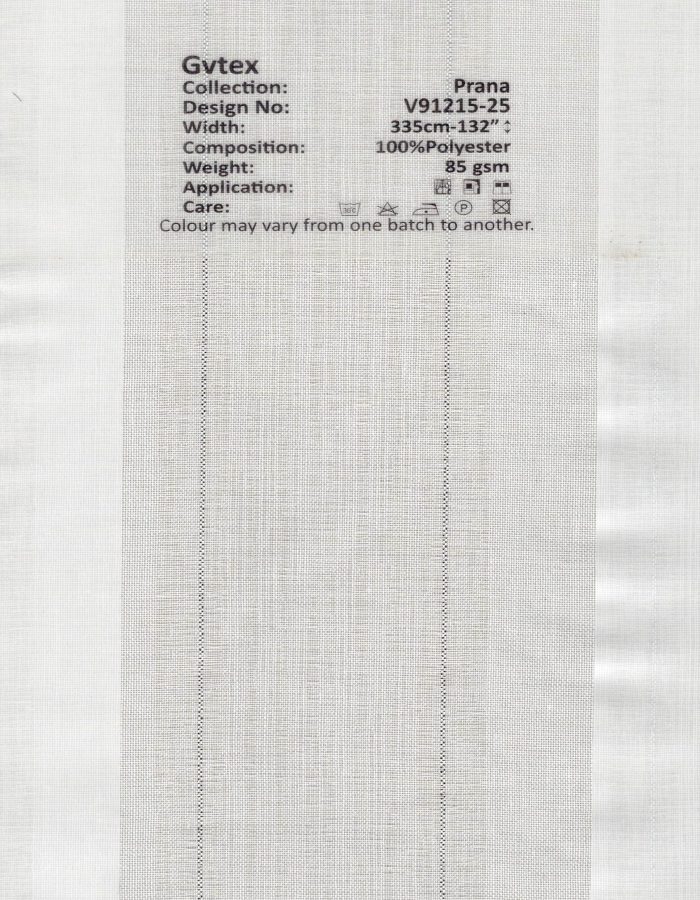 Gvtex
Collection: Prana
Design No: V91215-25
Width: 335cm-132”
Composition: 100%Polyester
Weight: 85 gsm
Application:
Care: 30°C P
Colour may vary from one batch to another.